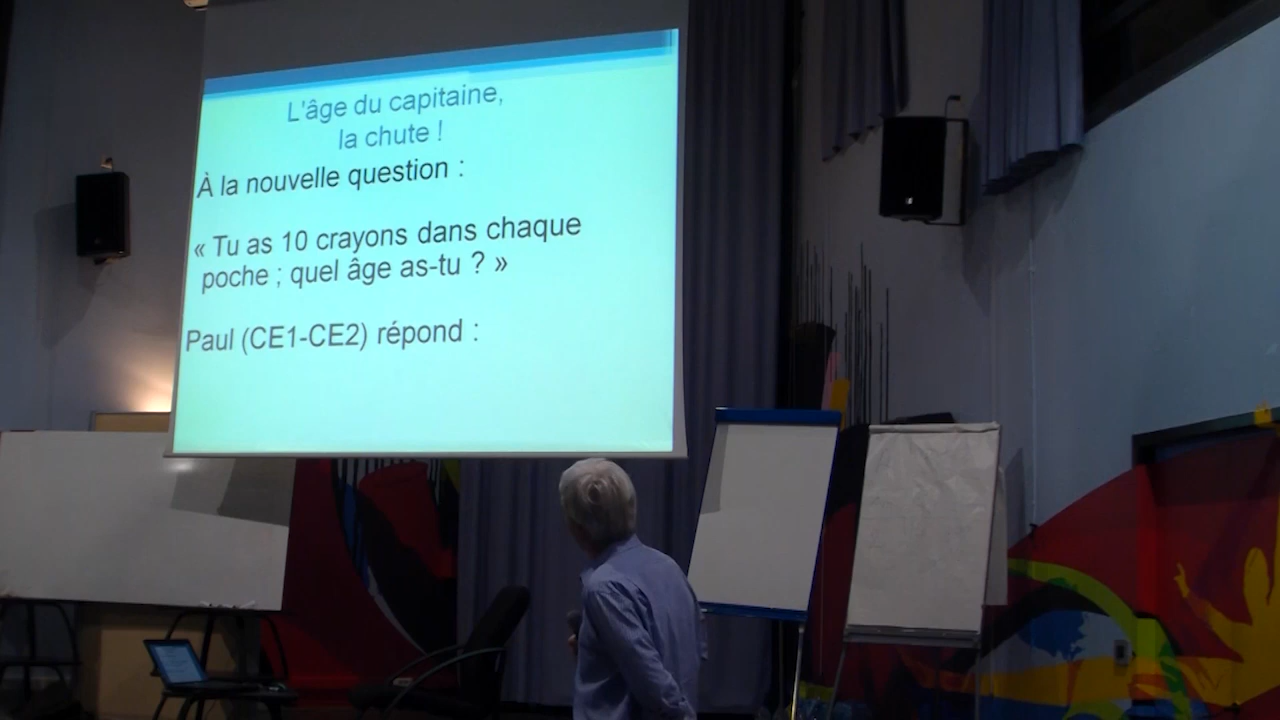 L'âge du capitaine,
la chute !
À la nouvelle question :
« Tu as 10 crayons dans chaque
poche ; quel âge as-tu ? »
Paul (CE1-CE2) répond :